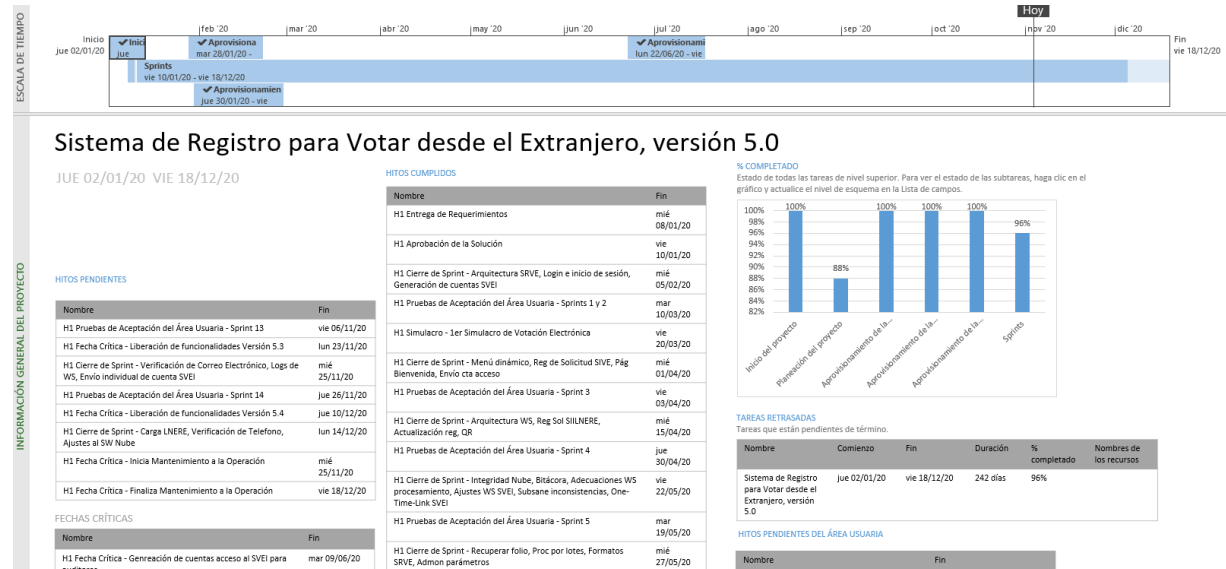 ESCALA DE TIEMPO
Hoy
feb '20 mar '20 abr '20 may '20 jun '20 jul '20 ago '20 sep '20 oct '20 nov '20 dic '20
Inicio
jue 02/01/20
Inici
jue
Aprovisiona
mar 28/01/20 -
Aprovisionami
lun 22/06/20 - vie
Fin
vie 18/12/20
Sprints
vie 10/01/20 - vie 18/12/20
Aprovisionamien
jue 30/01/20 - vie
INFORMACIÓN GENERAL DEL PROYECTO
Sistema de Registro para Votar desde el Extranjero, versión 5.0
JUE 02/01/20 VIE 18/12/20
HITOS PENDIENTES
Nombre Fin
H1 Pruebas de Aceptación del Área Usuaria - Sprint 13 vie 06/11/20
H1 Fecha Crítica - Liberación de funcionalidades Versión 5.3 lun 23/11/20
H1 Cierre de Sprint - Verificación de Correo Electrónico, Logs de mié
WS, Envío individual de cuenta SVEI 25/11/20
H1 Pruebas de Aceptación del Área Usuaria - Sprint 14 jue 26/11/20
H1 Fecha Crítica - Liberación de funcionalidades Versión 5.4 jue 10/12/20
H1 Cierre de Sprint - Carga LNERE, Verificación de Telefono, lun 14/12/20
Ajustes al SW Nube
H1 Fecha Crítica - Inicia Mantenimiento a la Operación mié
25/11/20
H1 Fecha Crítica - Finaliza Mantenimiento a la Operación vie 18/12/20
FECHAS CRÍTICAS
Nombre Fin
H1 Fecha Crítica - Genreación de cuentas acceso al SVEI para mar 09/06/20
HITOS CUMPLIDOS
Nombre Fin
H1 Entrega de Requerimientos mié
08/01/20
H1 Aprobación de la Solución vie
10/01/20
H1 Cierre de Sprint - Arquitectura SRVE, Login e inicio de sesión, mié
Generación de cuentas SVEI 05/02/20
H1 Pruebas de Aceptación del Área Usuaria - Sprints 1 y 2 mar
10/03/20
H1 Simulacro - 1er Simulacro de Votación Electrónica vie
20/03/20
H1 Cierre de Sprint - Menú dinámico, Reg de Solicitud SIVE, Pág mié
Bienvenida, Envío cta acceso 01/04/20
H1 Pruebas de Aceptación del Área Usuaria - Sprint 3 vie
03/04/20
H1 Cierre de Sprint - Arquitectura WS, Reg Sol SIILNERE, mié
Actualización reg, QR 15/04/20
H1 Pruebas de Aceptación del Área Usuaria - Sprint 4 jue
30/04/20
H1 Cierre de Sprint - Integridad Nube, Bitácora, Adecuaciones WS vie
procesamiento, Ajustes WS SVEI, Subsane inconsistencias, One- 22/05/20
Time-Link SVEI
H1 Pruebas de Aceptación del Área Usuaria - Sprint 5 mar
19/05/20
H1 Cierre de Sprint - Recuperar folio, Proc por lotes, Formatos mié
SRVE, Admon parámetros 27/05/20
% COMPLETADO
Estado de todas las tareas de nivel superior. Para ver el estado de las subtareas, haga clic en el
gráfico y actualice el nivel de esquema en la Lista de campos.
100%
98%
96%
94%
92%
90%
88%
86%
84%
82%
100% 88% 100% 100% 100% 96%
Inicio del proyecto
Planeación del proyecto
Aprovisionamiento de la...
Aprovisionamiento de la...
Aprovisionamiento de la...
Sprints
TAREAS RETRASADAS
Tareas que están pendientes de término.
Nombre Comienzo Fin Duración % Nombres de
completado los recursos
Sistema de Registro jue 02/01/20 vie 18/12/20 242 días 96%
para Votar desde el
Extranjero, versión
5.0
HITOS PENDIENTES DEL ÁREA USUARIA
Nombre Fin